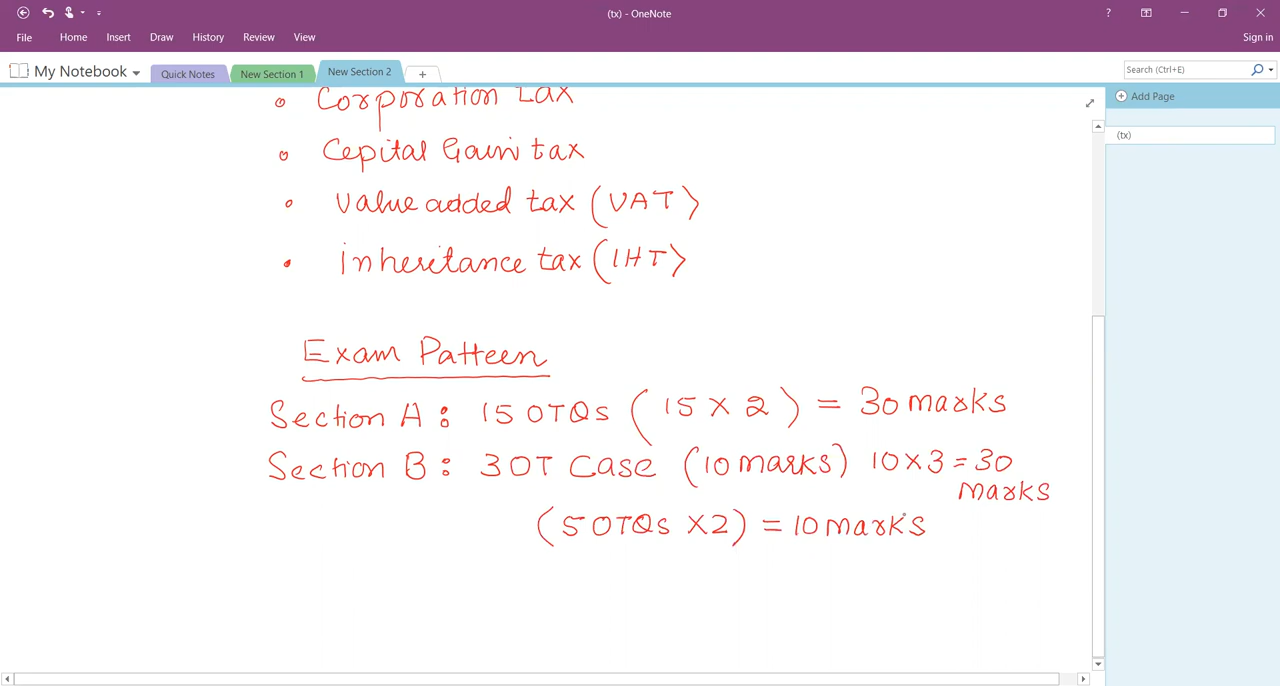 (tx) - OneNote
?
File Home Insert Draw History Review View Sign in
My Notebook Quick Notes New Section 1 New Section 2 + Search (Ctrl+E)
Add Page
(tx)
Corporation Tax
Cepital Gain tax
Value added tax (VAT)
inheritance tax (IHT)
Exam Patteen
Section A : 15 OTQs (15 X 2) = 30 marks
Section B : 3 OT Case (10 marks) 10 X 3 = 30
marks
(5 OTQs X 2) = 10 marks